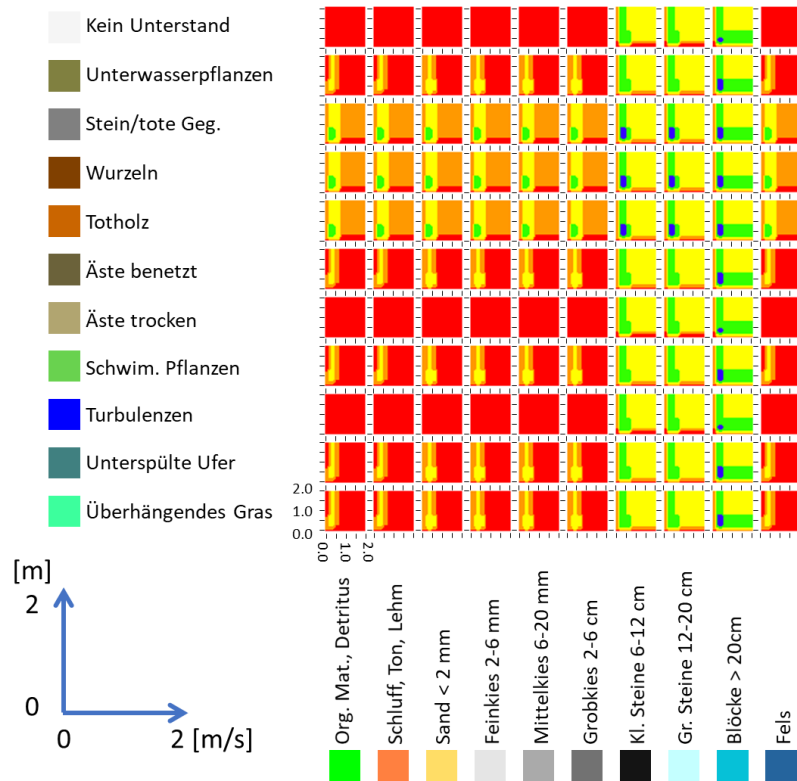 Kein Unterstand
Unterwasserpflanzen
Stein/tote Geg.
Wurzeln
Totholz
Äste benetzt
Äste trocken
Schwim. Pflanzen
Turbulenzen
Unterspülte Ufer
Überhängendes Gras
2.0
1.0
0.0
0.0
1.0
2.0
[m]
2
0
0
2 [m/s]
Org. Mat., Detritus
Schluff, Ton, Lehm
Sand < 2 mm
Feinkies 2-6 mm
Mittelkies 6-20 mm
Grobkies 2-6 cm
Kl. Steine 6-12 cm
Gr. Steine 12-20 cm
Blöcke > 20cm
Fels